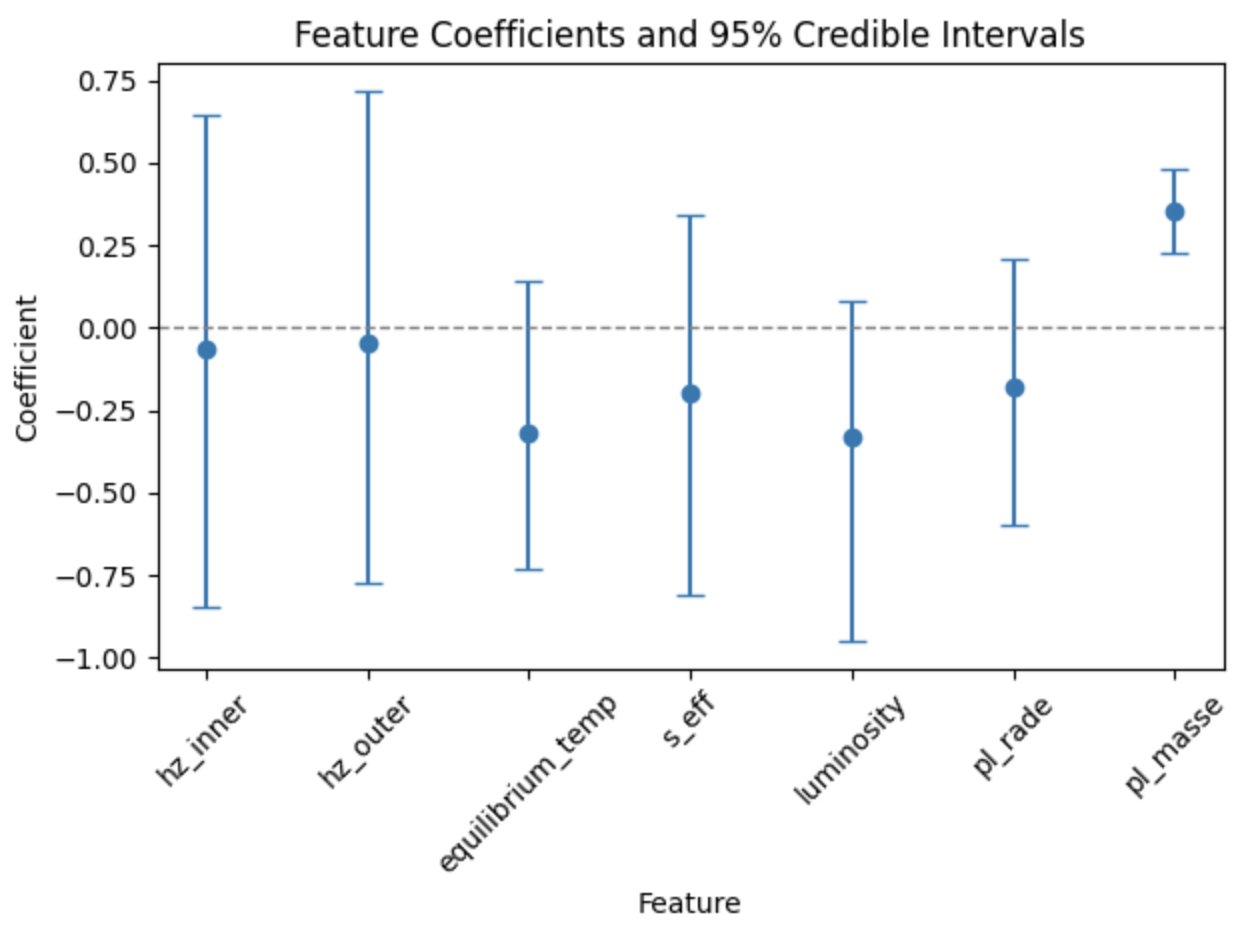 Feature Coefficients and 95% Credible Intervals
0.75
0.50
0.25
0.00
−0.25
−0.50
−0.75
−1.00
Coefficient
hz_inner
hz_outer
equilibrium_temp
s_eff
luminosity
pl_rade
pl_masse
Feature